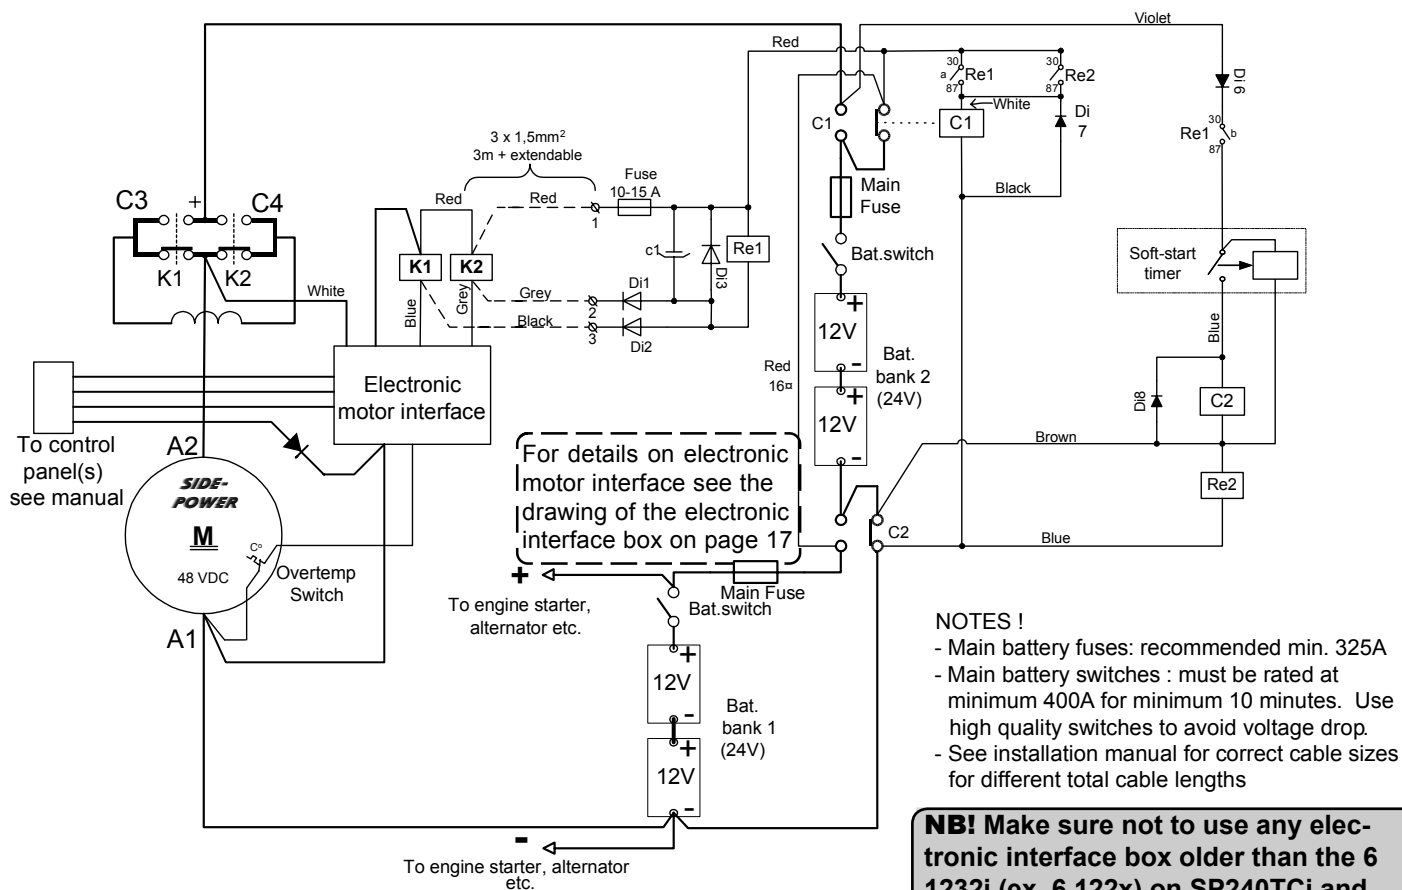 Violet
Red
30
a
Re1
87
30
Re2
87
White
C1
C1
Di
7
Di 6
30
Re1
b
87
3 x 1,5mm²
3m + extendable
Fuse
10-15 A
Red
Red
1
Main
Fuse
Black
C3
+
C4
K1
K2
K1
K2
c1
Di3
Re1
Bat.switch
Soft-start
timer
White
Blue
Grey
Grey
2
Di1
Black
3
Di2
+
12V
-
Bat.
bank 2
(24V)
Red
16¤
+
12V
-
Blue
Di8
C2
Electronic
motor interface
To control
panel(s)
see manual
A2
SIDE-
POWER
M
C°
48 VDC
Overtemp
Switch
A1
For details on electronic
motor interface see the
drawing of the electronic
interface box on page 17
Brown
Re2
C2
Blue
+
To engine starter,
alternator etc.
Main Fuse
Bat.switch
+
12V
-
Bat.
bank 1
(24V)
+
12V
-
-
To engine starter, alternator
etc.
NOTES !
- Main battery fuses: recommended min. 325A
- Main battery switches : must be rated at
minimum 400A for minimum 10 minutes. Use
high quality switches to avoid voltage drop.
- See installation manual for correct cable sizes
for different total cable lengths
NB! Make sure not to use any elec-
tronic interface box older than the 6
1232i (ex. 6 122x) on SP240TCi and